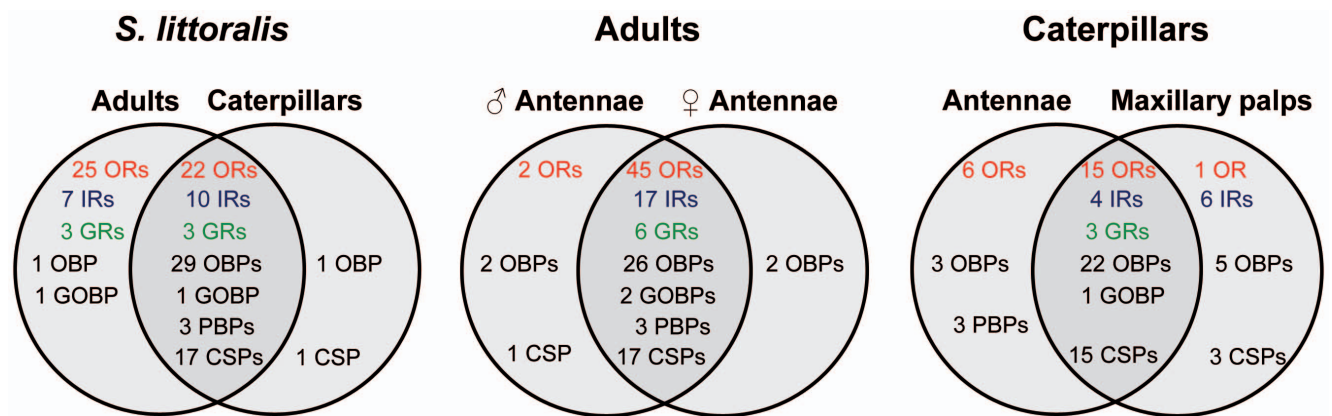 S. littoralis
Adults Caterpillars
25 ORs 22 ORs
7 IRs 10 IRs
3 GRs 3 GRs
1 OBP 29 OBPs 1 OBP
1 GOBP 1 GOBP
3 PBPs
17 CSPs 1 CSP
Adults
♂ Antennae ♀ Antennae
2 ORs 45 ORs
17 IRs
6 GRs
2 OBPs 26 OBPs 2 OBPs
2 GOBPs
3 PBPs
1 CSP 17 CSPs
Caterpillars
Antennae Maxillary palps
6 ORs 15 ORs 1 OR
4 IRs 6 IRs
3 GRs
3 OBPs 22 OBPs 5 OBPs
1 GOBP
3 PBPs
15 CSPs 3 CSPs